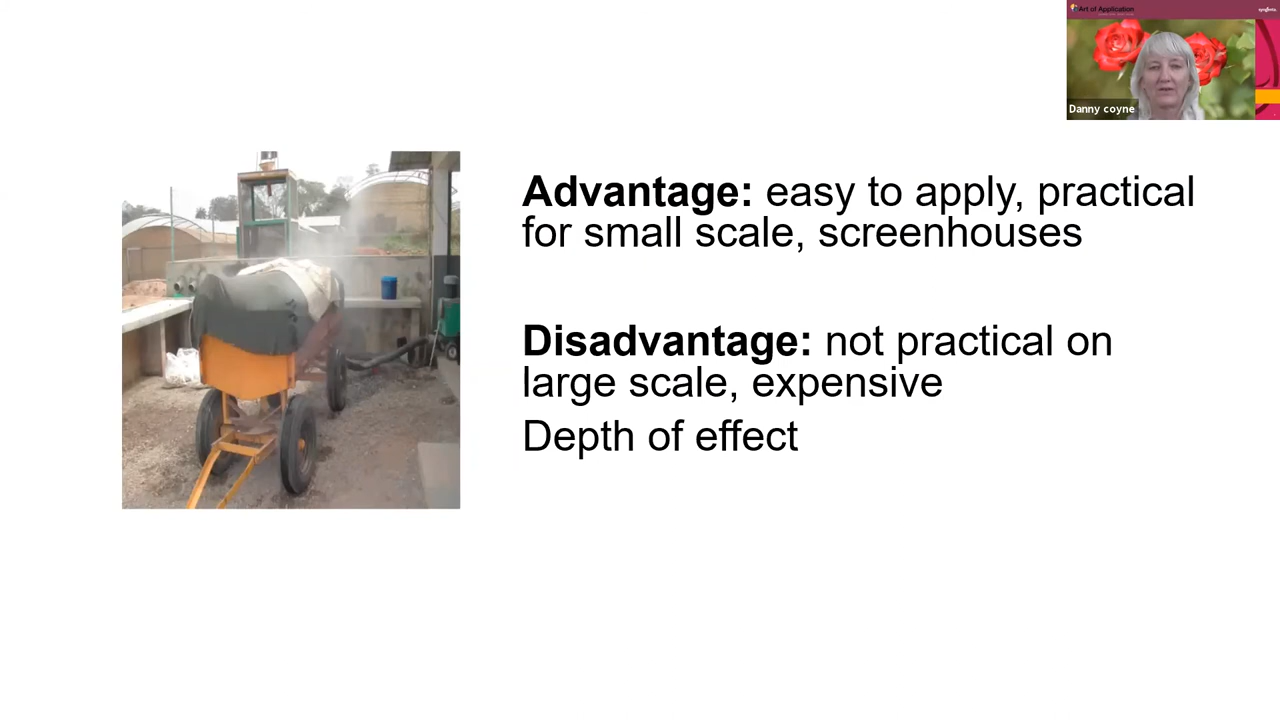 Art of Application
syngenta
Danny coyne
Advantage: easy to apply, practical
for small scale, screenhouses
Disadvantage: not practical on
large scale, expensive
Depth of effect